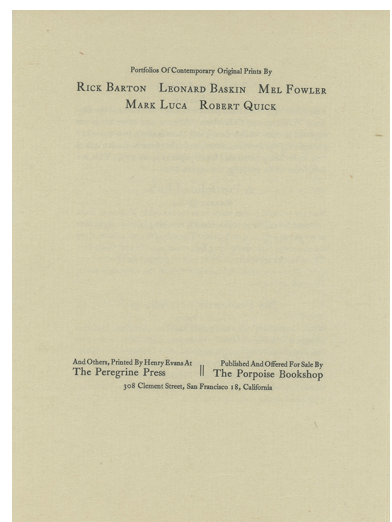 Portfolios Of Contemporary Original Prints By
RICK BARTON LEONARD BASKIN MEL FOWLER
MARK LUCA ROBERT QUICK
And Others, Printed By Henry Evans At
The Peregrine Press
Published And Offered For Sale By
The Porpoise Bookshop
308 Clement Street, San Francisco 18, California